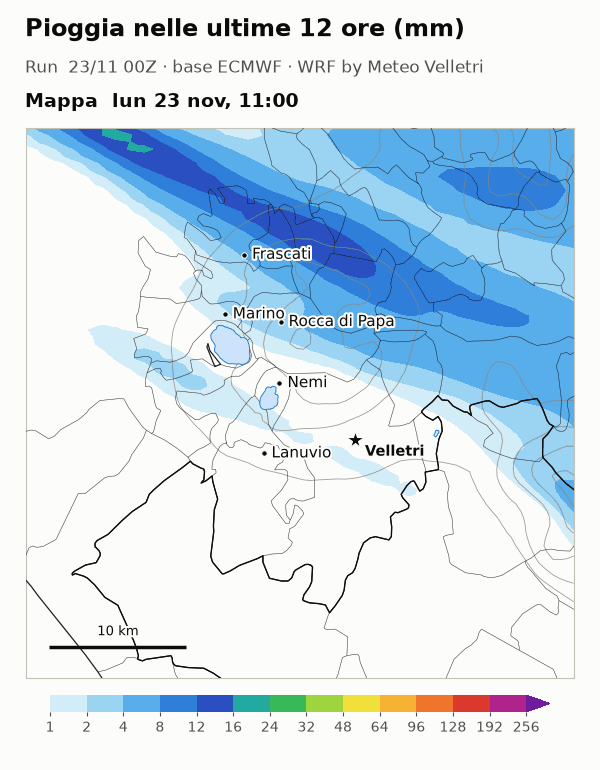 Pioggia nelle ultime 12 ore (mm)
Run  23/11 00Z · base ECMWF · WRF by Meteo Velletri
Mappa  lun 23 nov, 11:00
Frascati
Marino
Rocca di Papa
Nemi
Velletri
Lanuvio
10 km
1 2 4 8 12 16 24 32 48 64 96 128 192 256